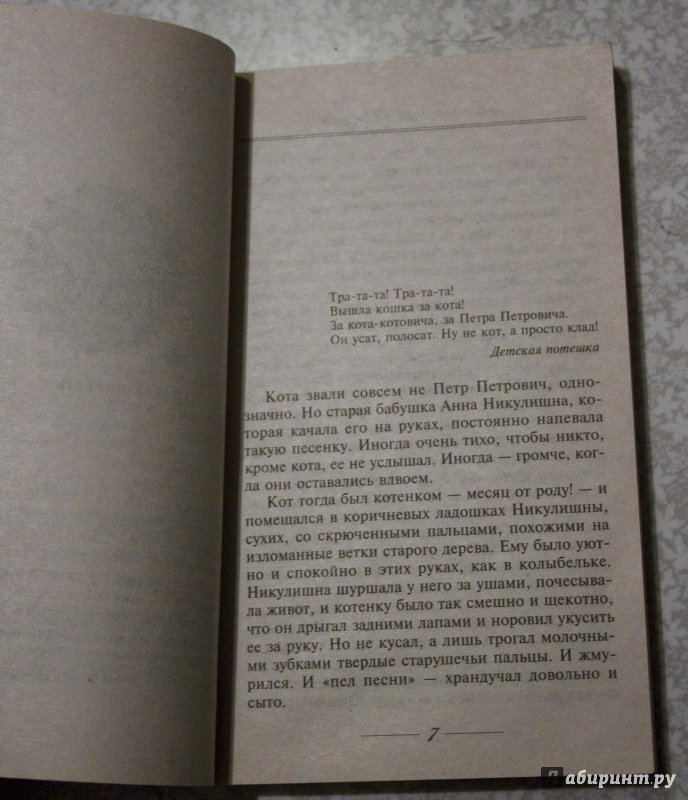 Тра-та-та! Тра-та-та!
Вышла кошка за кота!
За кота-котовича, за Петра Петровича.
Он усат, полосат. Ну не кот, а просто клад!
Детская потешка
Кота звали совсем не Петр Петрович, одно-
значно. Но старая бабушка Анна Никулишна, ко-
торая качала его на руках, постоянно напевала
такую песенку. Иногда очень тихо, чтобы никто,
кроме кота, ее не услышал. Иногда — громче, ког-
да они оставались вдвоем.
Кот тогда был котенком — месяц от роду! — и
помещался в коричневых ладошках Никулишны,
сухих, со скрюченными пальцами, похожими на
изломанные ветки старого дерева. Ему было уют-
но и спокойно в этих руках, как в колыбельке.
Никулишна шуршала у него за ушами, почесыва-
ла живот, и котенку было так смешно и щекотно,
что он дрыгал задними лапами и норовил укусить
ее за руку. Но не кусал, а лишь трогал молочны-
ми зубками твердые старушечьи пальцы. И жму-
рился. И «пел песни» — храндучал довольно и
сыто.
7
Лабиринт.ру